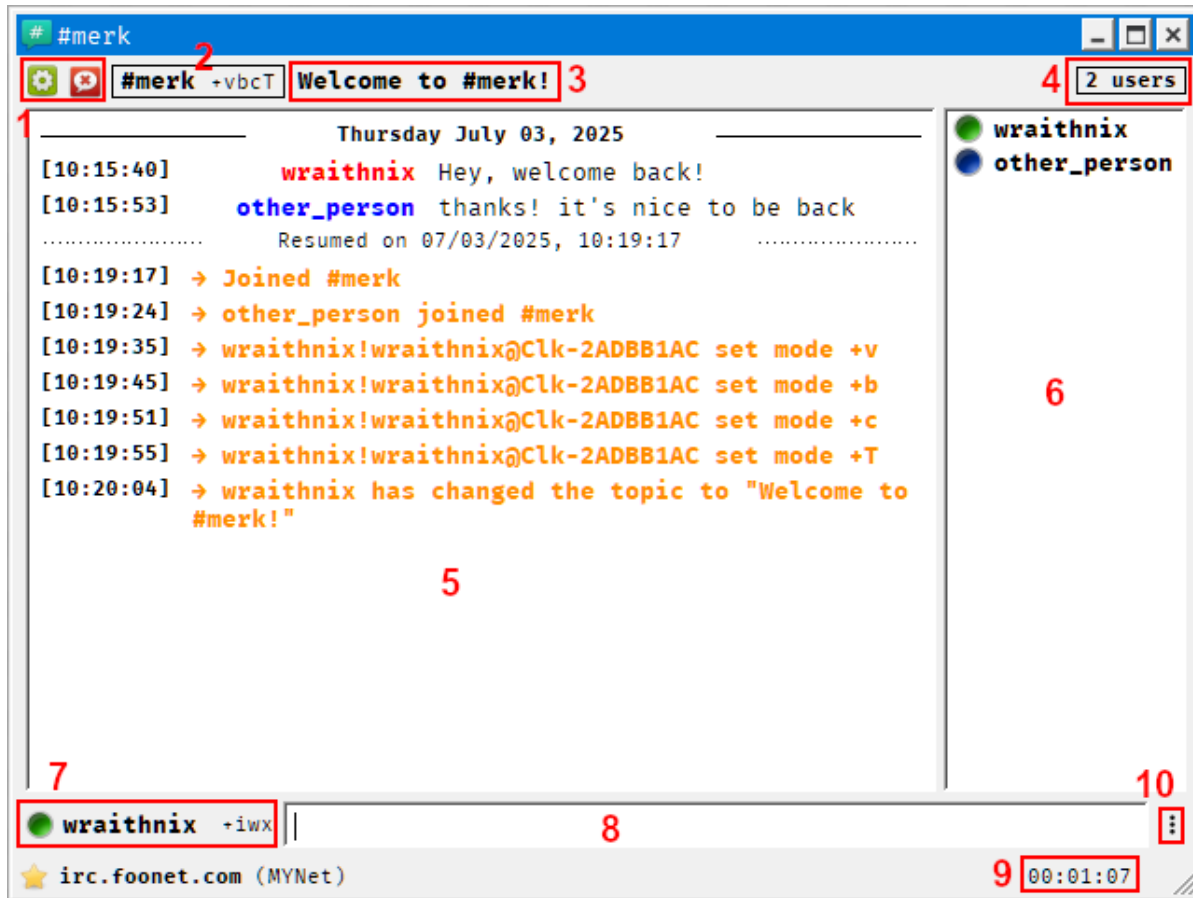 # #merk
2
#merk +vbcT Welcome to #merk! 3 4 2 users
1
Thursday July 03, 2025
[10:15:40] wraithnix Hey, welcome back!
[10:15:53] other_person thanks! it's nice to be back
Resumed on 07/03/2025, 10:19:17
[10:19:17] → Joined #merk
[10:19:24] → other_person joined #merk
[10:19:35] → wraithnix!wraithnix@Clk-2ADBB1AC set mode +v
[10:19:45] → wraithnix!wraithnix@Clk-2ADBB1AC set mode +b
[10:19:51] → wraithnix!wraithnix@Clk-2ADBB1AC set mode +c
[10:19:55] → wraithnix!wraithnix@Clk-2ADBB1AC set mode +T
[10:20:04] → wraithnix has changed the topic to "Welcome to
#merk!"
5
wraithnix
other_person
6
7
10
wraithnix +iwx 8
irc.foonet.com (MYNet) 9 00:01:07